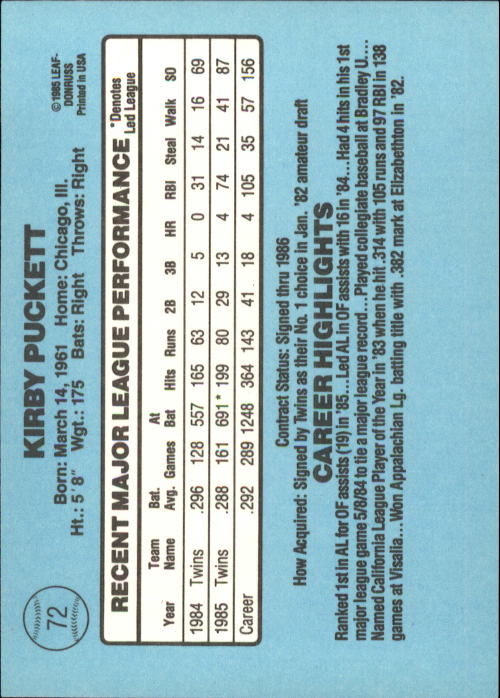 72
KIRBY PUCKETT
Born: March 14, 1961 Home: Chicago, Ill.
Ht.: 5'8" Wgt.: 175 Bats: Right Throws: Right
©1985 LEAF-
DONRUSS
Printed in USA
RECENT MAJOR LEAGUE PERFORMANCE
*Denotes
Led League
Team Bat. At
Year Name Avg. Games Bat Hits Runs 2B 3B HR RBI Steal Walk SO
1984 Twins .296 128 557 165 63 12 5 0 31 14 16 69
1985 Twins .288 161 691* 199 80 29 13 4 74 21 41 87
Career .292 289 1248 364 143 41 18 4 105 35 57 156
Contract Status: Signed thru 1986
How Acquired: Signed by Twins as their No. 1 choice in Jan. '82 amateur draft
CAREER HIGHLIGHTS
Ranked 1st in AL for OF assists (19) in '85...Led AL in OF assists with 16 in '84...Had 4 hits in his 1st
major league game 5/8/84 to tie a major league record...Played collegiate baseball at Bradley U....
Named California League Player of the Year in '83 when he hit .314 with 105 runs and 97 RBI in 138
games at Visalia...Won Appalachian Lg. batting title with .382 mark at Elizabethton in '82.